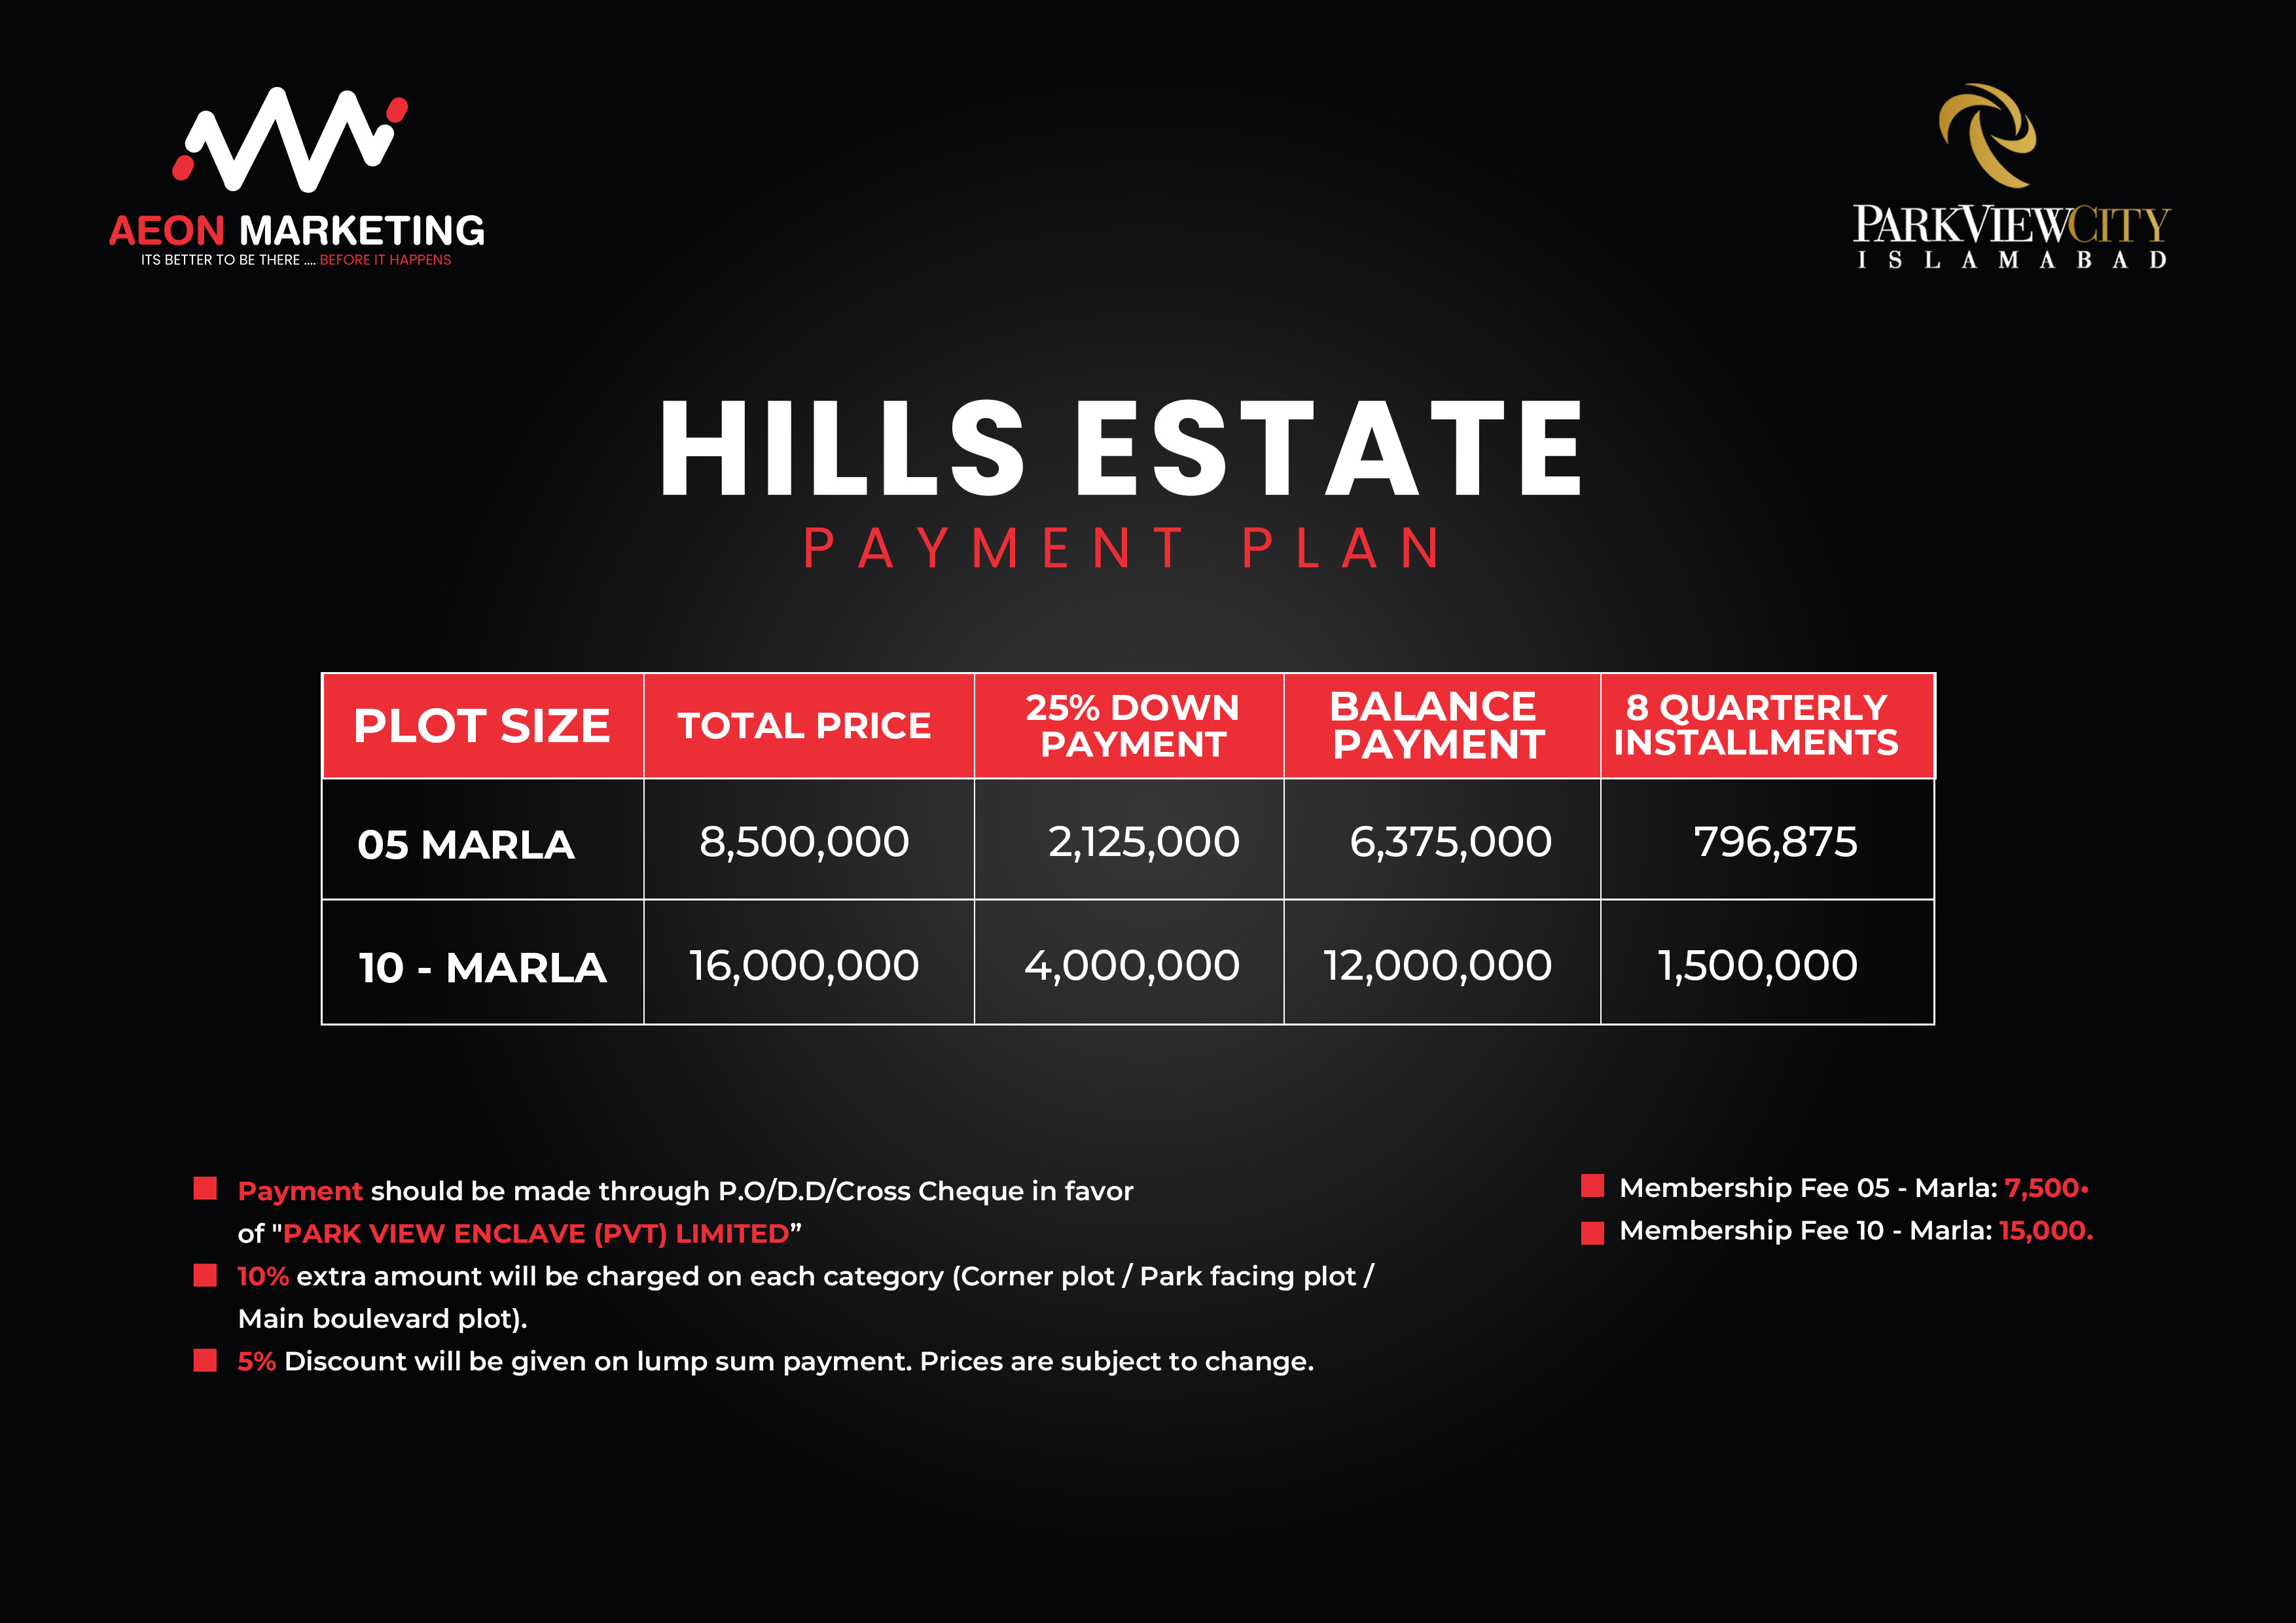 AEON MARKETING
ITS BETTER TO BE THERE .... BEFORE IT HAPPENS
PARKVIEWCITY
ISLAMABAD
HILLS ESTATE
PAYMENT PLAN
PLOT SIZE TOTAL PRICE 25% DOWN PAYMENT BALANCE PAYMENT 8 QUARTERLY INSTALLMENTS
05 MARLA 8,500,000 2,125,000 6,375,000 796,875
10 - MARLA 16,000,000 4,000,000 12,000,000 1,500,000
Payment should be made through P.O/D.D/Cross Cheque in favor
of "PARK VIEW ENCLAVE (PVT) LIMITED”
10% extra amount will be charged on each category (Corner plot / Park facing plot /
Main boulevard plot).
5% Discount will be given on lump sum payment. Prices are subject to change.
Membership Fee 05 - Marla: 7,500•
Membership Fee 10 - Marla: 15,000.